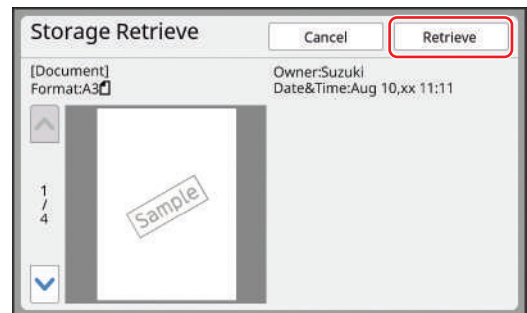 Storage Retrieve
Cancel
Retrieve
[Document]
Format:A3
Owner:Suzuki
Date&Time:Aug 10,xx 11:11
1
/
4
Sample